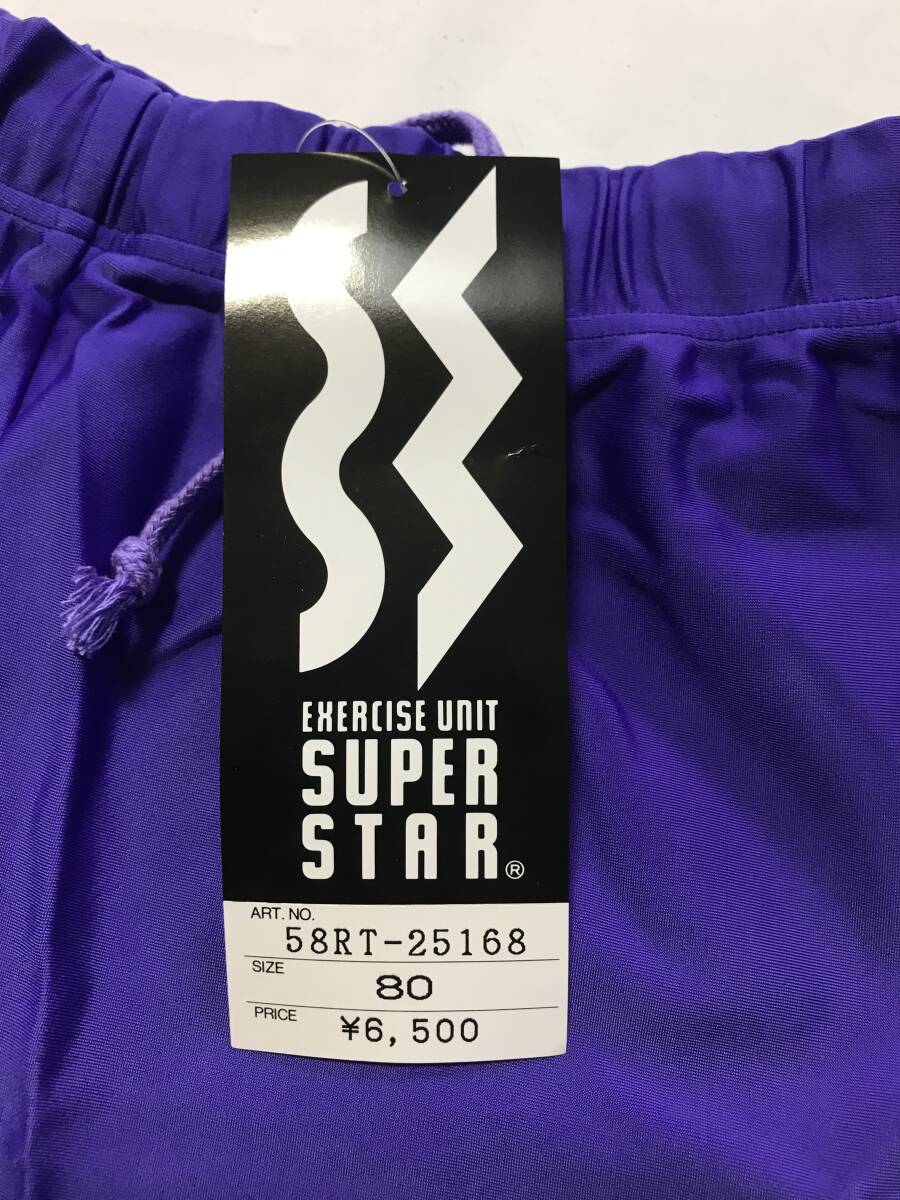 EXERCISE UNIT
SUPER
STAR®
ART. NO.
58RT-25168
SIZE
80
PRICE
¥6,500